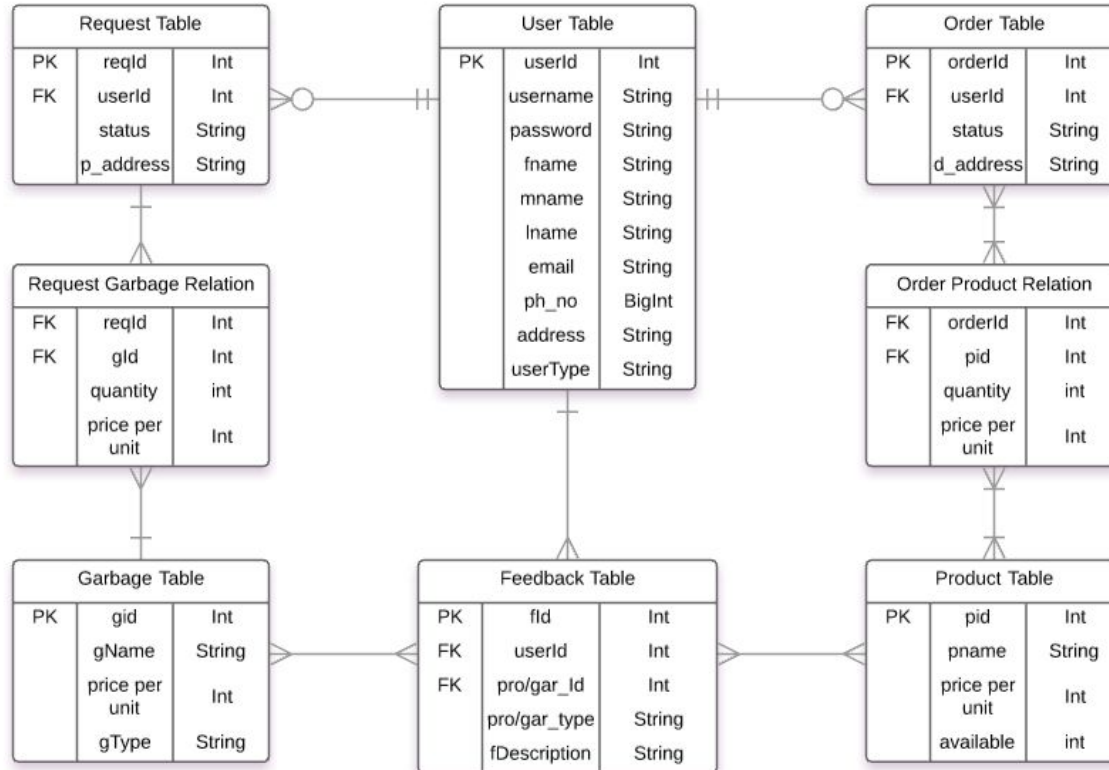 Request Table
PK reqId Int
FK userId Int
status String
p_address String
User Table
PK userId Int
username String
password String
fname String
mname String
lname String
email String
ph_no BigInt
address String
userType String
Order Table
PK orderId Int
FK userId Int
status String
d_address String
Request Garbage Relation
FK reqId Int
FK gId Int
quantity int
price per
unit Int
Order Product Relation
FK orderId Int
FK pid Int
quantity int
price per
unit Int
Garbage Table
PK gid Int
gName String
price per
unit Int
gType String
Feedback Table
PK fId Int
FK userId Int
FK pro/gar_Id Int
pro/gar_type String
fDescription String
Product Table
PK pid Int
pname String
price per
unit Int
available int